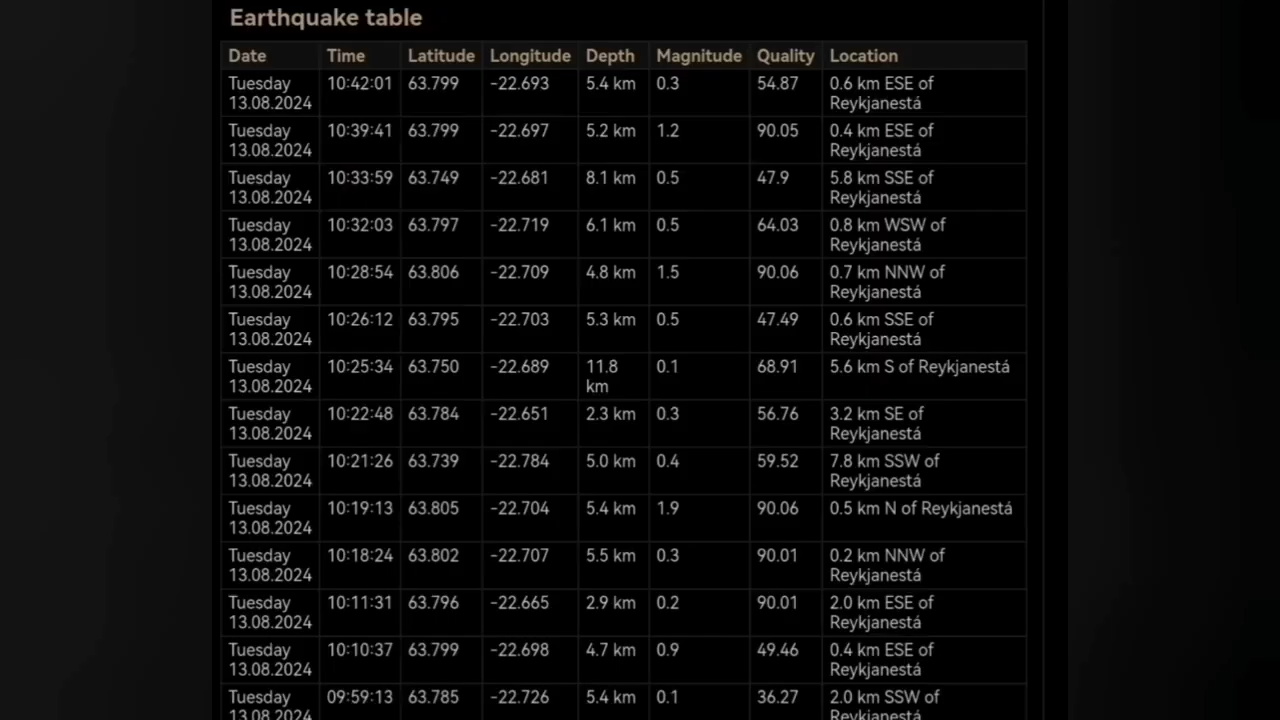 Earthquake table
Date Time Latitude Longitude Depth Magnitude Quality Location
Tuesday 10:42:01 63.799 -22.693 5.4 km 0.3 54.87 0.6 km ESE of
13.08.2024 Reykjanestá
Tuesday 10:39:41 63.799 -22.697 5.2 km 1.2 90.05 0.4 km ESE of
13.08.2024 Reykjanestá
Tuesday 10:33:59 63.749 -22.681 8.1 km 0.5 47.9 5.8 km SSE of
13.08.2024 Reykjanestá
Tuesday 10:32:03 63.797 -22.719 6.1 km 0.5 64.03 0.8 km WSW of
13.08.2024 Reykjanestá
Tuesday 10:28:54 63.806 -22.709 4.8 km 1.5 90.06 0.7 km NNW of
13.08.2024 Reykjanestá
Tuesday 10:26:12 63.795 -22.703 5.3 km 0.5 47.49 0.6 km SSE of
13.08.2024 Reykjanestá
Tuesday 10:25:34 63.750 -22.689 11.8 0.1 68.91 5.6 km S of Reykjanestá
13.08.2024 km
Tuesday 10:22:48 63.784 -22.651 2.3 km 0.3 56.76 3.2 km SE of
13.08.2024 Reykjanestá
Tuesday 10:21:26 63.739 -22.784 5.0 km 0.4 59.52 7.8 km SSW of
13.08.2024 Reykjanestá
Tuesday 10:19:13 63.805 -22.704 5.4 km 1.9 90.06 0.5 km N of Reykjanestá
13.08.2024
Tuesday 10:18:24 63.802 -22.707 5.5 km 0.3 90.01 0.2 km NNW of
13.08.2024 Reykjanestá
Tuesday 10:11:31 63.796 -22.665 2.9 km 0.2 90.01 2.0 km ESE of
13.08.2024 Reykjanestá
Tuesday 10:10:37 63.799 -22.698 4.7 km 0.9 49.46 0.4 km ESE of
13.08.2024 Reykjanestá
Tuesday 09:59:13 63.785 -22.726 5.4 km 0.1 36.27 2.0 km SSW of
13.08.2024 Reykjanestá